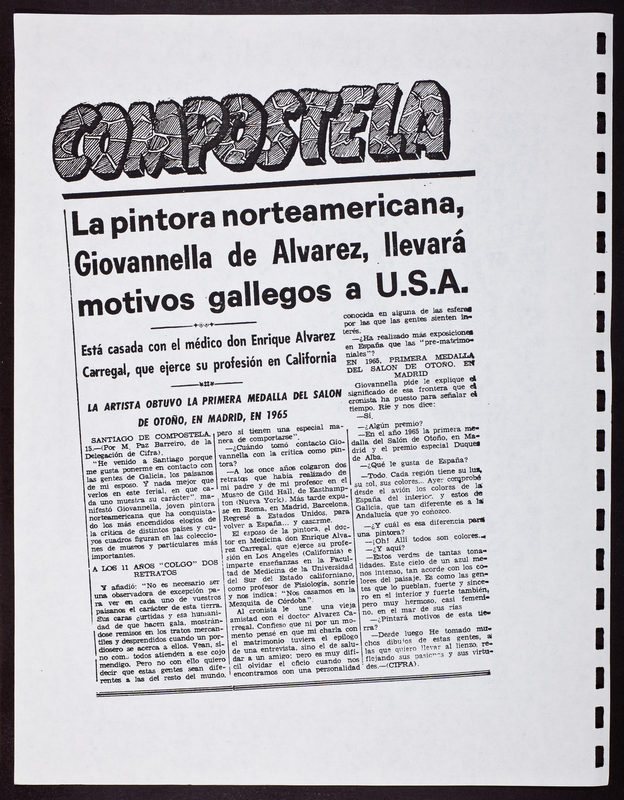 COMPOSTELA
La pintora norteamericana,
Giovannella de Alvarez, llevará
motivos gallegos a U.S.A.
Está casada con el médico don Enrique Alvarez
Carregal, que ejerce su profesión en California
LA ARTISTA OBTUVO LA PRIMERA MEDALLA DEL SALON
DE OTOÑO, EN MADRID, EN 1965
SANTIAGO DE COMPOSTELA,
15.—(Por M. Paz Barreiro, de la
Delegación de Cifra).
"He venido a Santiago porque
me gusta ponerme en contacto con
las gentes de Galicia, los paisanos
de mi esposo. Y nada mejor que
verlos en este ferial, en que ca-
da uno muestra su carácter", ma-
nifestó Giovannella, joven pintora
norteamericana que ha conquista-
do los más encendidos elogios de
la crítica de distintos países y cu-
yos cuadros figuran en las coleccio-
nes de museos y particulares más
importantes.
A LOS 11 AÑOS "COLGO" DOS
RETRATOS
Y añadió: "No es necesario ser
una observadora de excepción pa-
ra ver en cada uno de vuestros
paisanos el carácter de esta tierra.
Sus caras curtidas y esa humani-
dad de que hacen gala, mostrán-
dose remisos en los tratos mercan-
tiles y desprendidos cuando un por-
diosero se acerca a ellos. Vean, si-
no com, todos atienden a ese cojo
mendigo. Pero no con ello quiero
decir que estas gentes sean dife-
rentes a las del resto del mundo,
pero sí tienen una especial ma-
nera de comportarse".
—¿Cuándo tomó contacto Gio-
vannella con la crítica como pin-
tora?
—A los once años colgaron dos
retratos que había realizado de
mi padre y de mi profesor en el
Museo de Gild Hall, de Easthamp-
ton (Nueva York). Más tarde expu-
se en Roma, en Madrid, Barcelona.
Regresé a Estados Unidos, para
volver a España... y casarme.
El esposo de la pintora, el doc-
tor en Medicina don Enrique Alva-
rez Carregal, que ejerce su profe-
sión en Los Angeles (California) e
imparte enseñanzas en la Facul-
tad de Medicina de la Universidad
del Sur del Estado californiano,
como profesor de Fisiología, sonríe
y nos indica: "Nos casamos en la
Mezquita de Córdoba".
Al cronista le une una vieja
amistad con el doctor Alvarez Ca-
rregal. Confieso que ni por un mo-
mento pensé en que mi charla con
el matrimonio tuviera el epílogo
de una entrevista, sino el de salu-
dar a un amigo; pero es muy difí-
cil olvidar el oficio cuando nos
encontramos con una personalidad
conocida en alguna de las esferas
por las que las gentes sienten in-
terés.
—¿Ha realizado más exposiciones
en España que las "pre-matrimo-
niales"?
EN 1965, PRIMERA MEDALLA
DEL SALON DE OTOÑO, EN
MADRID
Giovannella pide le explique el
significado de esa frontera que el
cronista ha puesto para señalar el
tiempo. Ríe y nos dice:
—Sí.
—¿Algún premio?
—En el año 1965 la primera me-
dalla del Salón de Otoño, en Ma-
drid y el premio especial Duques
de Alba.
—¿Qué le gusta de España?
—Todo. Cada región tiene su luz,
su sol, sus colores... Ayer comprobé
desde el avión los colores de la
España del interior, y estos de
Galicia, que tan diferente es a la
Andalucía que yo conozco.
—¿Y cuál es esa diferencia para
una pintora?
—¡Oh! Allí todos son colores...
—¿Y aquí?
—Estos verdes de tantas tona-
lidades. Este cielo de un azul me-
nos intenso, tan acorde con los co-
lores del paisaje. Es como las gen-
tes que lo pueblan, fuerte y since-
ro en el interior y fuerte también,
pero muy hermoso, casi femeni-
no, en el mar de sus rías
—¿Pintará motivos de esta tie-
rra?
—Desde luego He tomado mu-
chos dibujos de estas gentes, a
las que quiero llevar al lienzo, re-
flejando sus pasiones y sus virtu-
des.—(CIFRA).